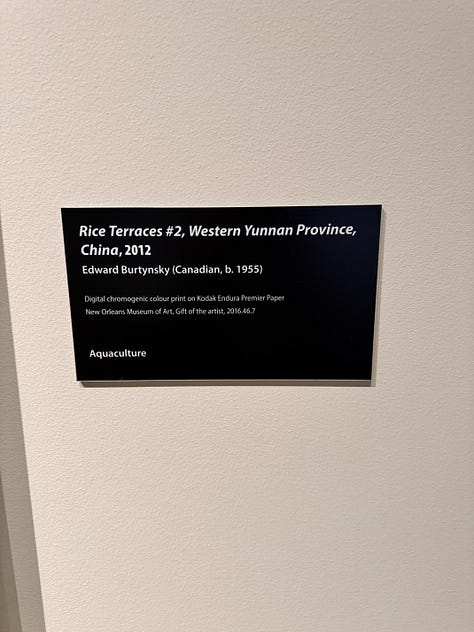 Rice Terraces #2, Western Yunnan Province,
China, 2012
Edward Burtynsky (Canadian, b. 1955)
Digital chromogenic colour print on Kodak Endura Premier Paper
New Orleans Museum of Art, Gift of the artist, 2016.46.7
Aquaculture